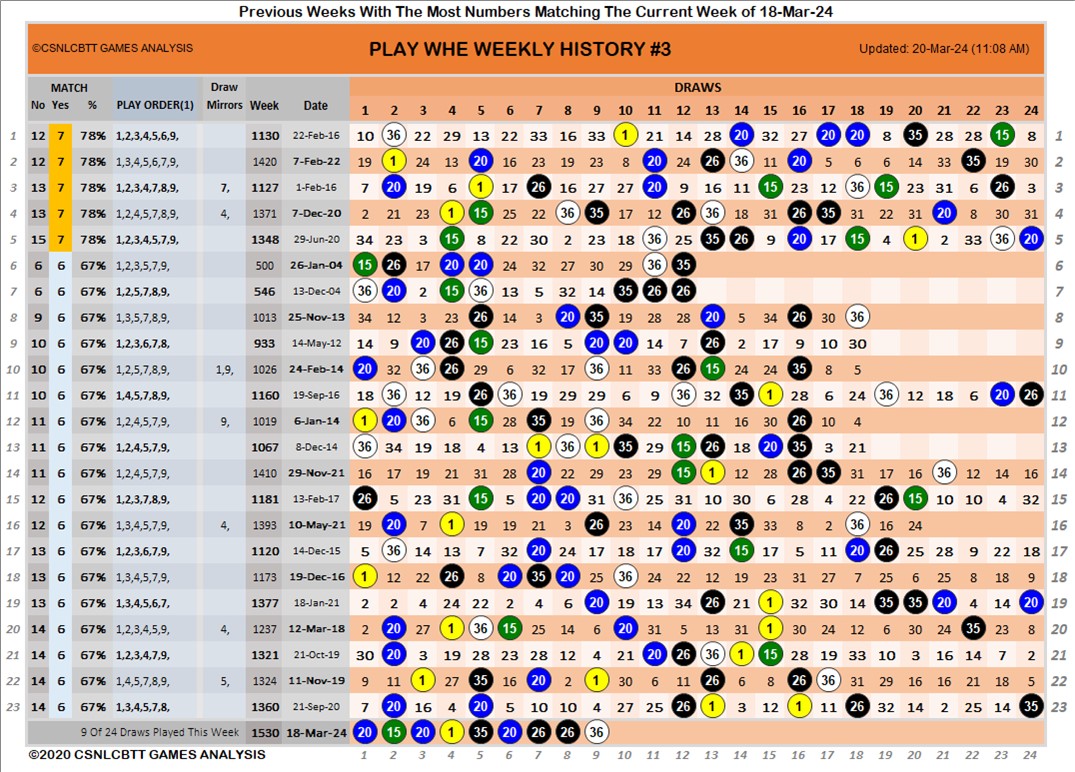 Previous Weeks With The Most Numbers Matching The Current Week of 18-Mar-24
©CSNLCBTT GAMES ANALYSIS PLAY WHE WEEKLY HISTORY #3 Updated: 20-Mar-24 (11:08 AM)
MATCH Draw DRAWS
No Yes % PLAY ORDER(1) Mirrors Week Date 1 2 3 4 5 6 7 8 9 10 11 12 13 14 15 16 17 18 19 20 21 22 23 24
1 12 7 78% 1,2,3,4,5,6,9, 1130 22-Feb-16 10 36 22 29 13 22 33 16 33 1 21 14 28 20 32 27 20 20 8 35 28 28 15 8 1
2 12 7 78% 1,3,4,5,6,7,9, 1420 7-Feb-22 19 1 24 13 20 16 23 19 23 8 20 24 26 36 11 20 5 6 6 14 33 35 19 30 2
3 13 7 78% 1,2,3,4,7,8,9, 7, 1127 1-Feb-16 7 20 19 6 1 17 26 16 27 27 20 9 16 11 15 23 12 36 15 23 31 6 26 3 3
4 13 7 78% 1,2,4,5,7,8,9, 4, 1371 7-Dec-20 2 21 23 1 15 25 22 36 35 17 12 26 36 18 31 26 35 31 22 31 20 8 30 31 4
5 15 7 78% 1,2,3,4,5,7,9, 1348 29-Jun-20 34 23 3 15 8 22 30 2 23 18 36 25 35 26 9 20 17 15 4 1 2 33 36 20 5
6 6 6 67% 1,2,3,5,7,9, 500 26-Jan-04 15 26 17 20 20 24 32 27 30 29 36 35 6
7 6 6 67% 1,2,5,7,8,9, 546 13-Dec-04 36 20 2 15 36 13 5 32 14 35 26 26 7
8 9 6 67% 1,3,5,7,8,9, 1013 25-Nov-13 34 12 3 23 26 14 3 20 35 19 28 28 20 5 34 26 30 36 8
9 10 6 67% 1,2,3,6,7,8, 933 14-May-12 14 9 20 26 15 23 16 5 20 20 14 7 26 2 17 9 10 30 9
10 10 6 67% 1,2,5,7,8,9, 1,9, 1026 24-Feb-14 20 32 36 26 29 6 32 17 36 11 33 26 15 24 24 35 8 5 10
11 10 6 67% 1,4,5,7,8,9, 1160 19-Sep-16 18 36 12 19 26 36 19 29 29 6 9 36 32 35 1 28 6 24 36 12 18 6 20 26 11
12 11 6 67% 1,2,3,4,5,9, 9, 1019 6-Jan-14 1 20 36 6 15 28 35 19 36 34 22 10 11 16 30 26 10 4 12
13 11 6 67% 1,2,4,5,7,9, 1067 8-Dec-14 36 34 19 18 4 13 1 36 1 35 29 15 26 18 20 35 3 21 13
14 11 6 67% 1,2,4,5,7,9, 1410 29-Nov-21 16 17 19 21 31 28 20 22 29 23 29 15 1 12 28 26 35 31 17 16 36 12 14 16 14
15 12 6 67% 1,2,3,7,8,9, 1181 13-Feb-17 26 5 23 31 15 5 20 20 31 36 25 31 10 30 6 28 4 22 26 15 10 10 4 32 15
16 12 6 67% 1,3,4,5,7,9, 4, 1393 10-May-21 19 20 7 1 19 19 21 3 26 23 14 20 22 35 33 8 2 36 16 24 16
17 13 6 67% 1,2,3,6,7,9, 1120 14-Dec-15 5 36 14 13 7 32 20 24 17 18 17 20 32 15 17 5 11 20 26 25 28 9 22 18 17
18 13 6 67% 1,3,4,5,7,9, 1173 19-Dec-16 1 12 22 26 8 20 35 20 25 36 24 22 12 19 23 31 27 7 25 6 25 8 18 9 18
19 13 6 67% 1,3,4,5,6,7, 1377 18-Jan-21 2 2 4 24 22 2 4 6 20 19 13 34 26 21 1 32 30 14 35 35 20 4 14 20 19
20 14 6 67% 1,2,3,4,5,9, 4, 1237 12-Mar-18 2 20 27 1 36 15 25 14 6 20 31 5 13 31 1 30 24 12 6 30 24 35 23 8 20
21 14 6 67% 1,2,3,4,7,9, 1321 21-Oct-19 30 20 3 19 28 23 28 12 4 21 20 26 36 1 15 28 19 33 10 3 16 14 7 2 21
22 14 6 67% 1,4,5,7,8,9, 5, 1324 11-Nov-19 9 11 1 27 35 16 20 2 1 30 6 11 26 6 8 26 36 31 29 16 16 21 18 5 22
23 14 6 67% 1,3,4,5,7,8, 1360 21-Sep-20 7 20 16 4 20 5 10 10 4 27 25 26 1 3 12 1 11 26 32 14 2 25 14 35 23
9 Of 24 Draws Played This Week 1530 18-Mar-24 20 15 20 1 35 20 26 26 36
©2020 CSNLCBTT GAMES ANALYSIS 1 2 3 4 5 6 7 8 9 10 11 12 13 14 15 16 17 18 19 20 21 22 23 24